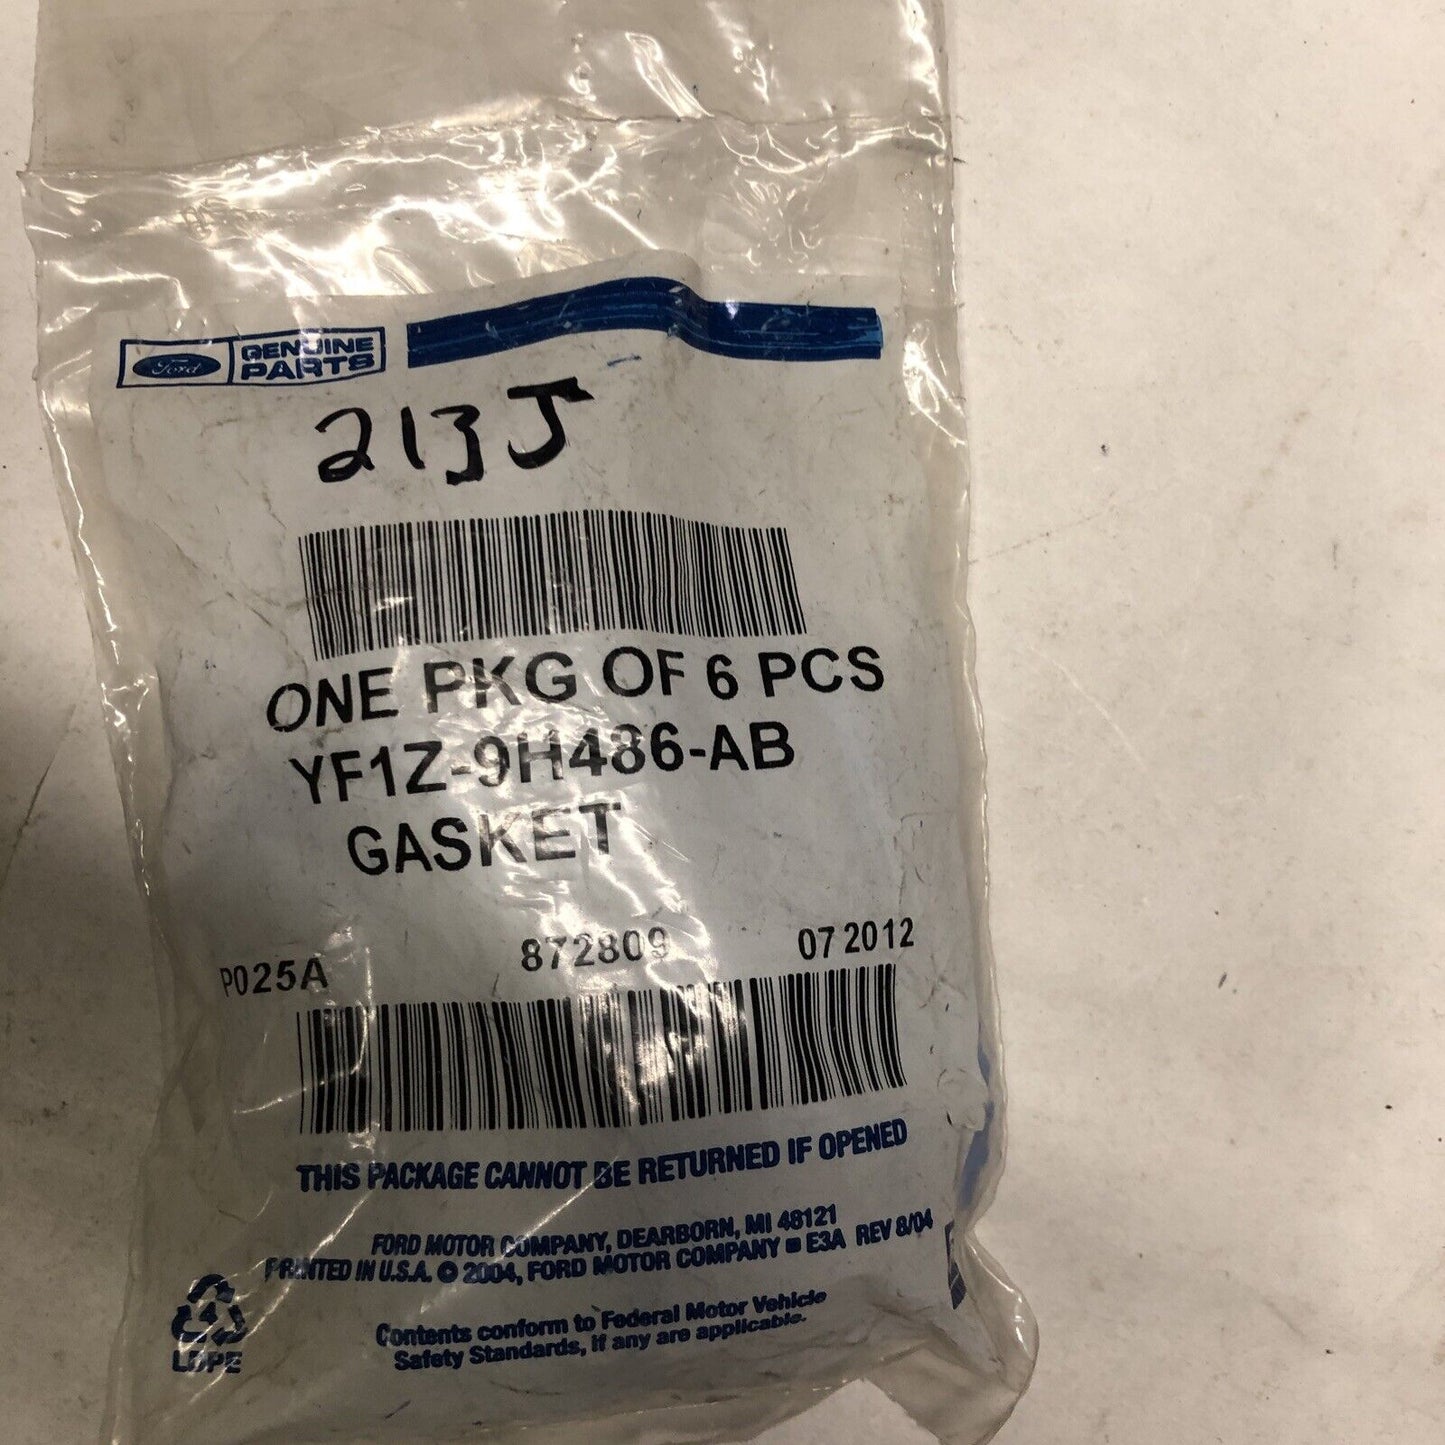 Ford GENUINE
PARTS
213J
ONE PKG OF 6 PCS
YF1Z-9H486-AB
GASKET
P025A 872809 07 2012
THIS PACKAGE CANNOT BE RETURNED IF OPENED
FORD MOTOR COMPANY, DEARBORN, MI 48121
PRINTED IN U.S.A. © 2004, FORD MOTOR COMPANY ■ E3A REV 8/04
Contents conform to Federal Motor Vehicle
Safety Standards, if any are applicable.
4
LDPE